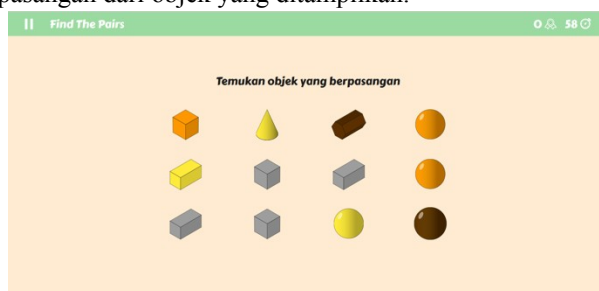 pasangan dari objek yang ditampilkan.
Find The Pairs
0 58
Temukan objek yang berpasangan